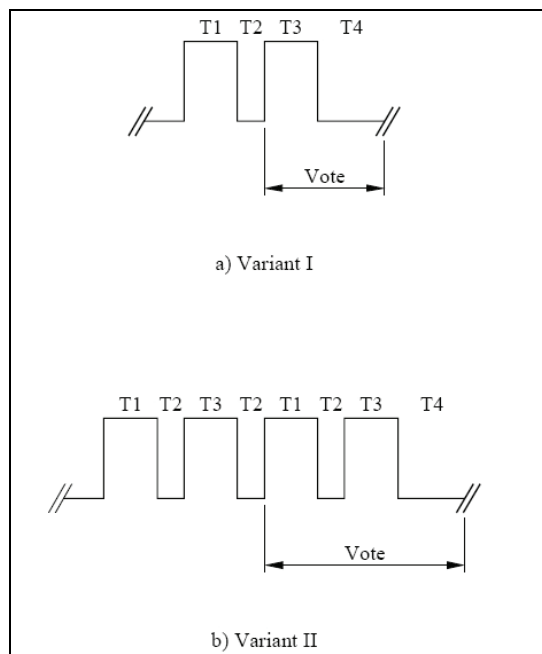 T1 T2 T3 T4
Vote
a) Variant I
T1 T2 T3 T2 T1 T2 T3 T4
Vote
b) Variant II